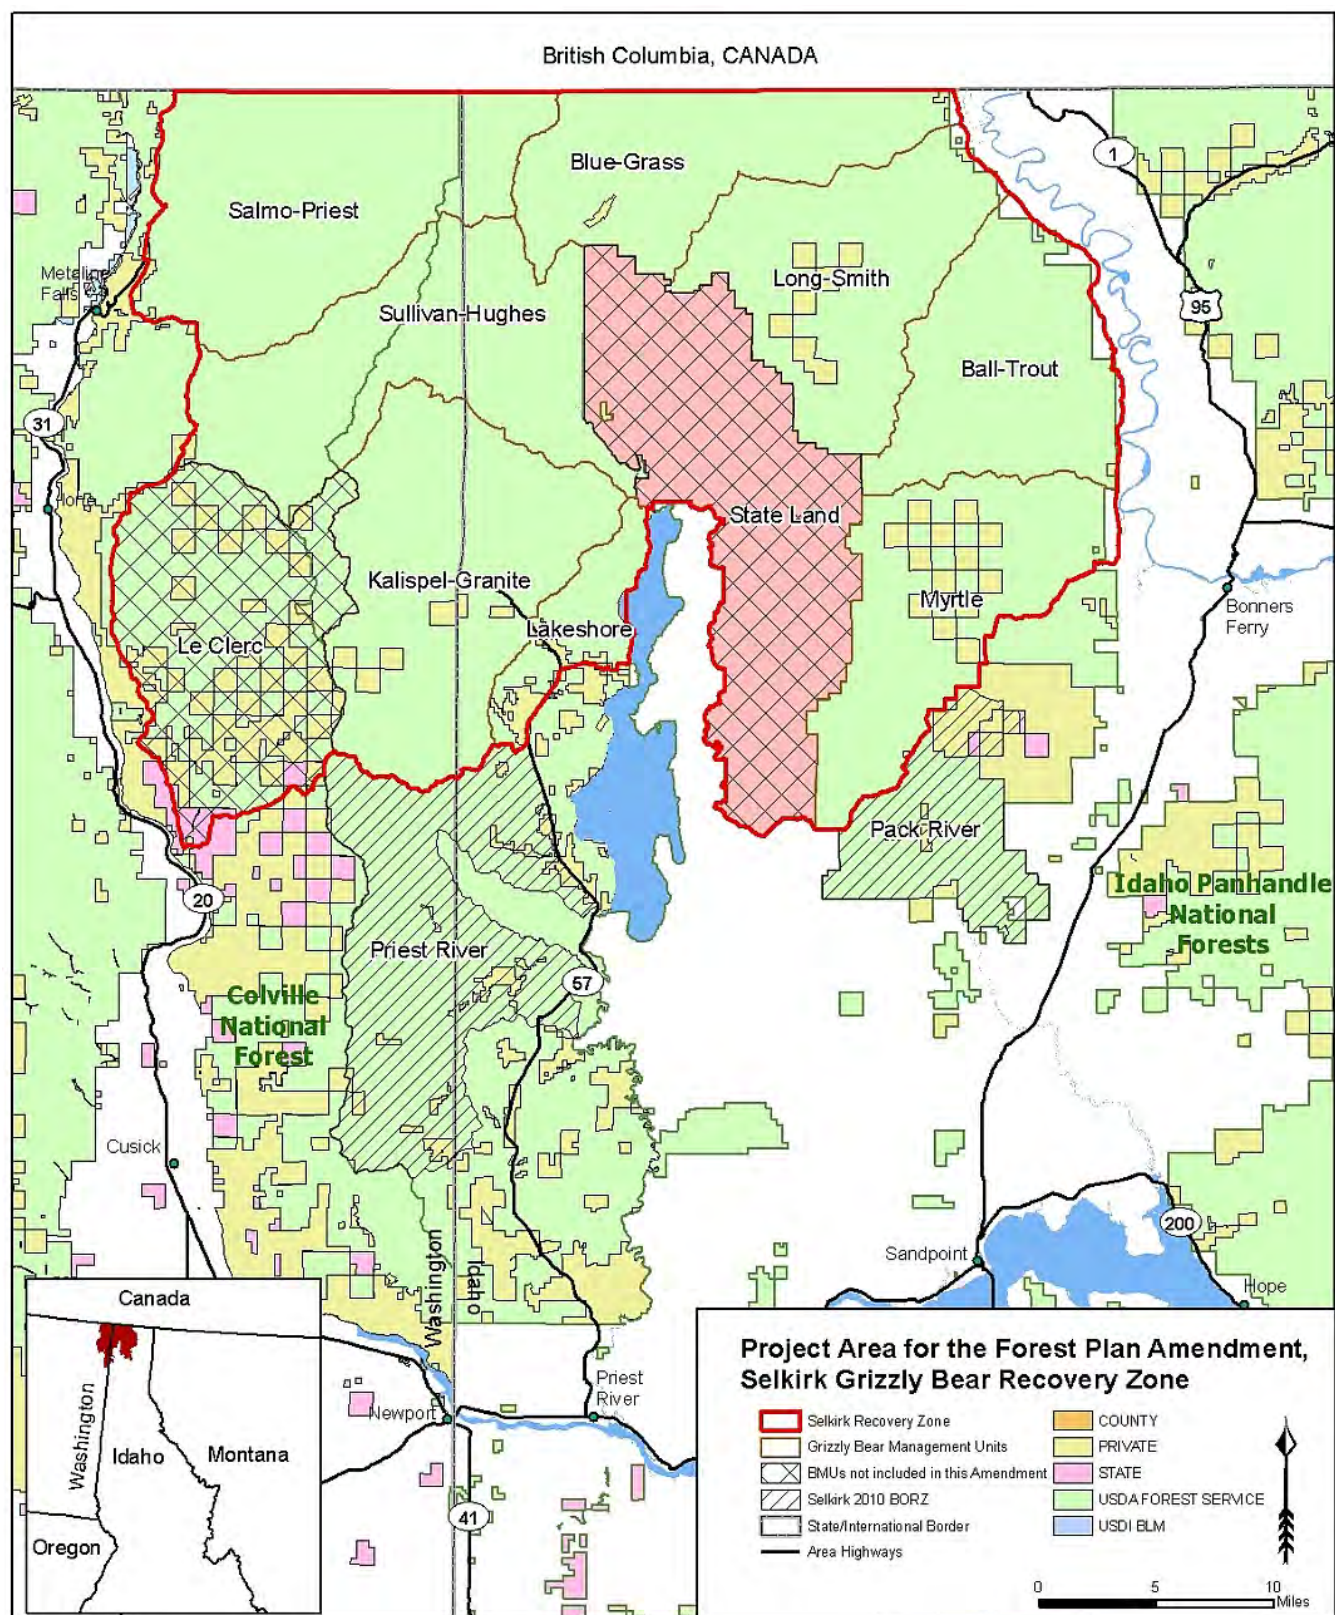 British Columbia, CANADA
Blue-Grass
1
Salmo-Priest
Metaline
Falls
Long-Smith
Sullivan-Hughes
95
Ball-Trout
31
Ione
State Land
Kalispel-Granite
Myrtle
Bonners
Ferry
Lakeshore
Le Clerc
Pack River
20
Idaho Panhandle
National
Forests
Priest River
57
Colville
National
Forest
Cusick
200
Sandpoint
Washington
Idaho
Hope
Canada
Washington
Idaho
Montana
Oregon
Newport
Priest
River
41
Project Area for the Forest Plan Amendment,
Selkirk Grizzly Bear Recovery Zone
Selkirk Recovery Zone
Grizzly Bear Management Units
BMUs not included in this Amendment
Selkirk 2010 BORZ
State/International Border
Area Highways
COUNTY
PRIVATE
STATE
USDA FOREST SERVICE
USDI BLM
0 5 10
Miles